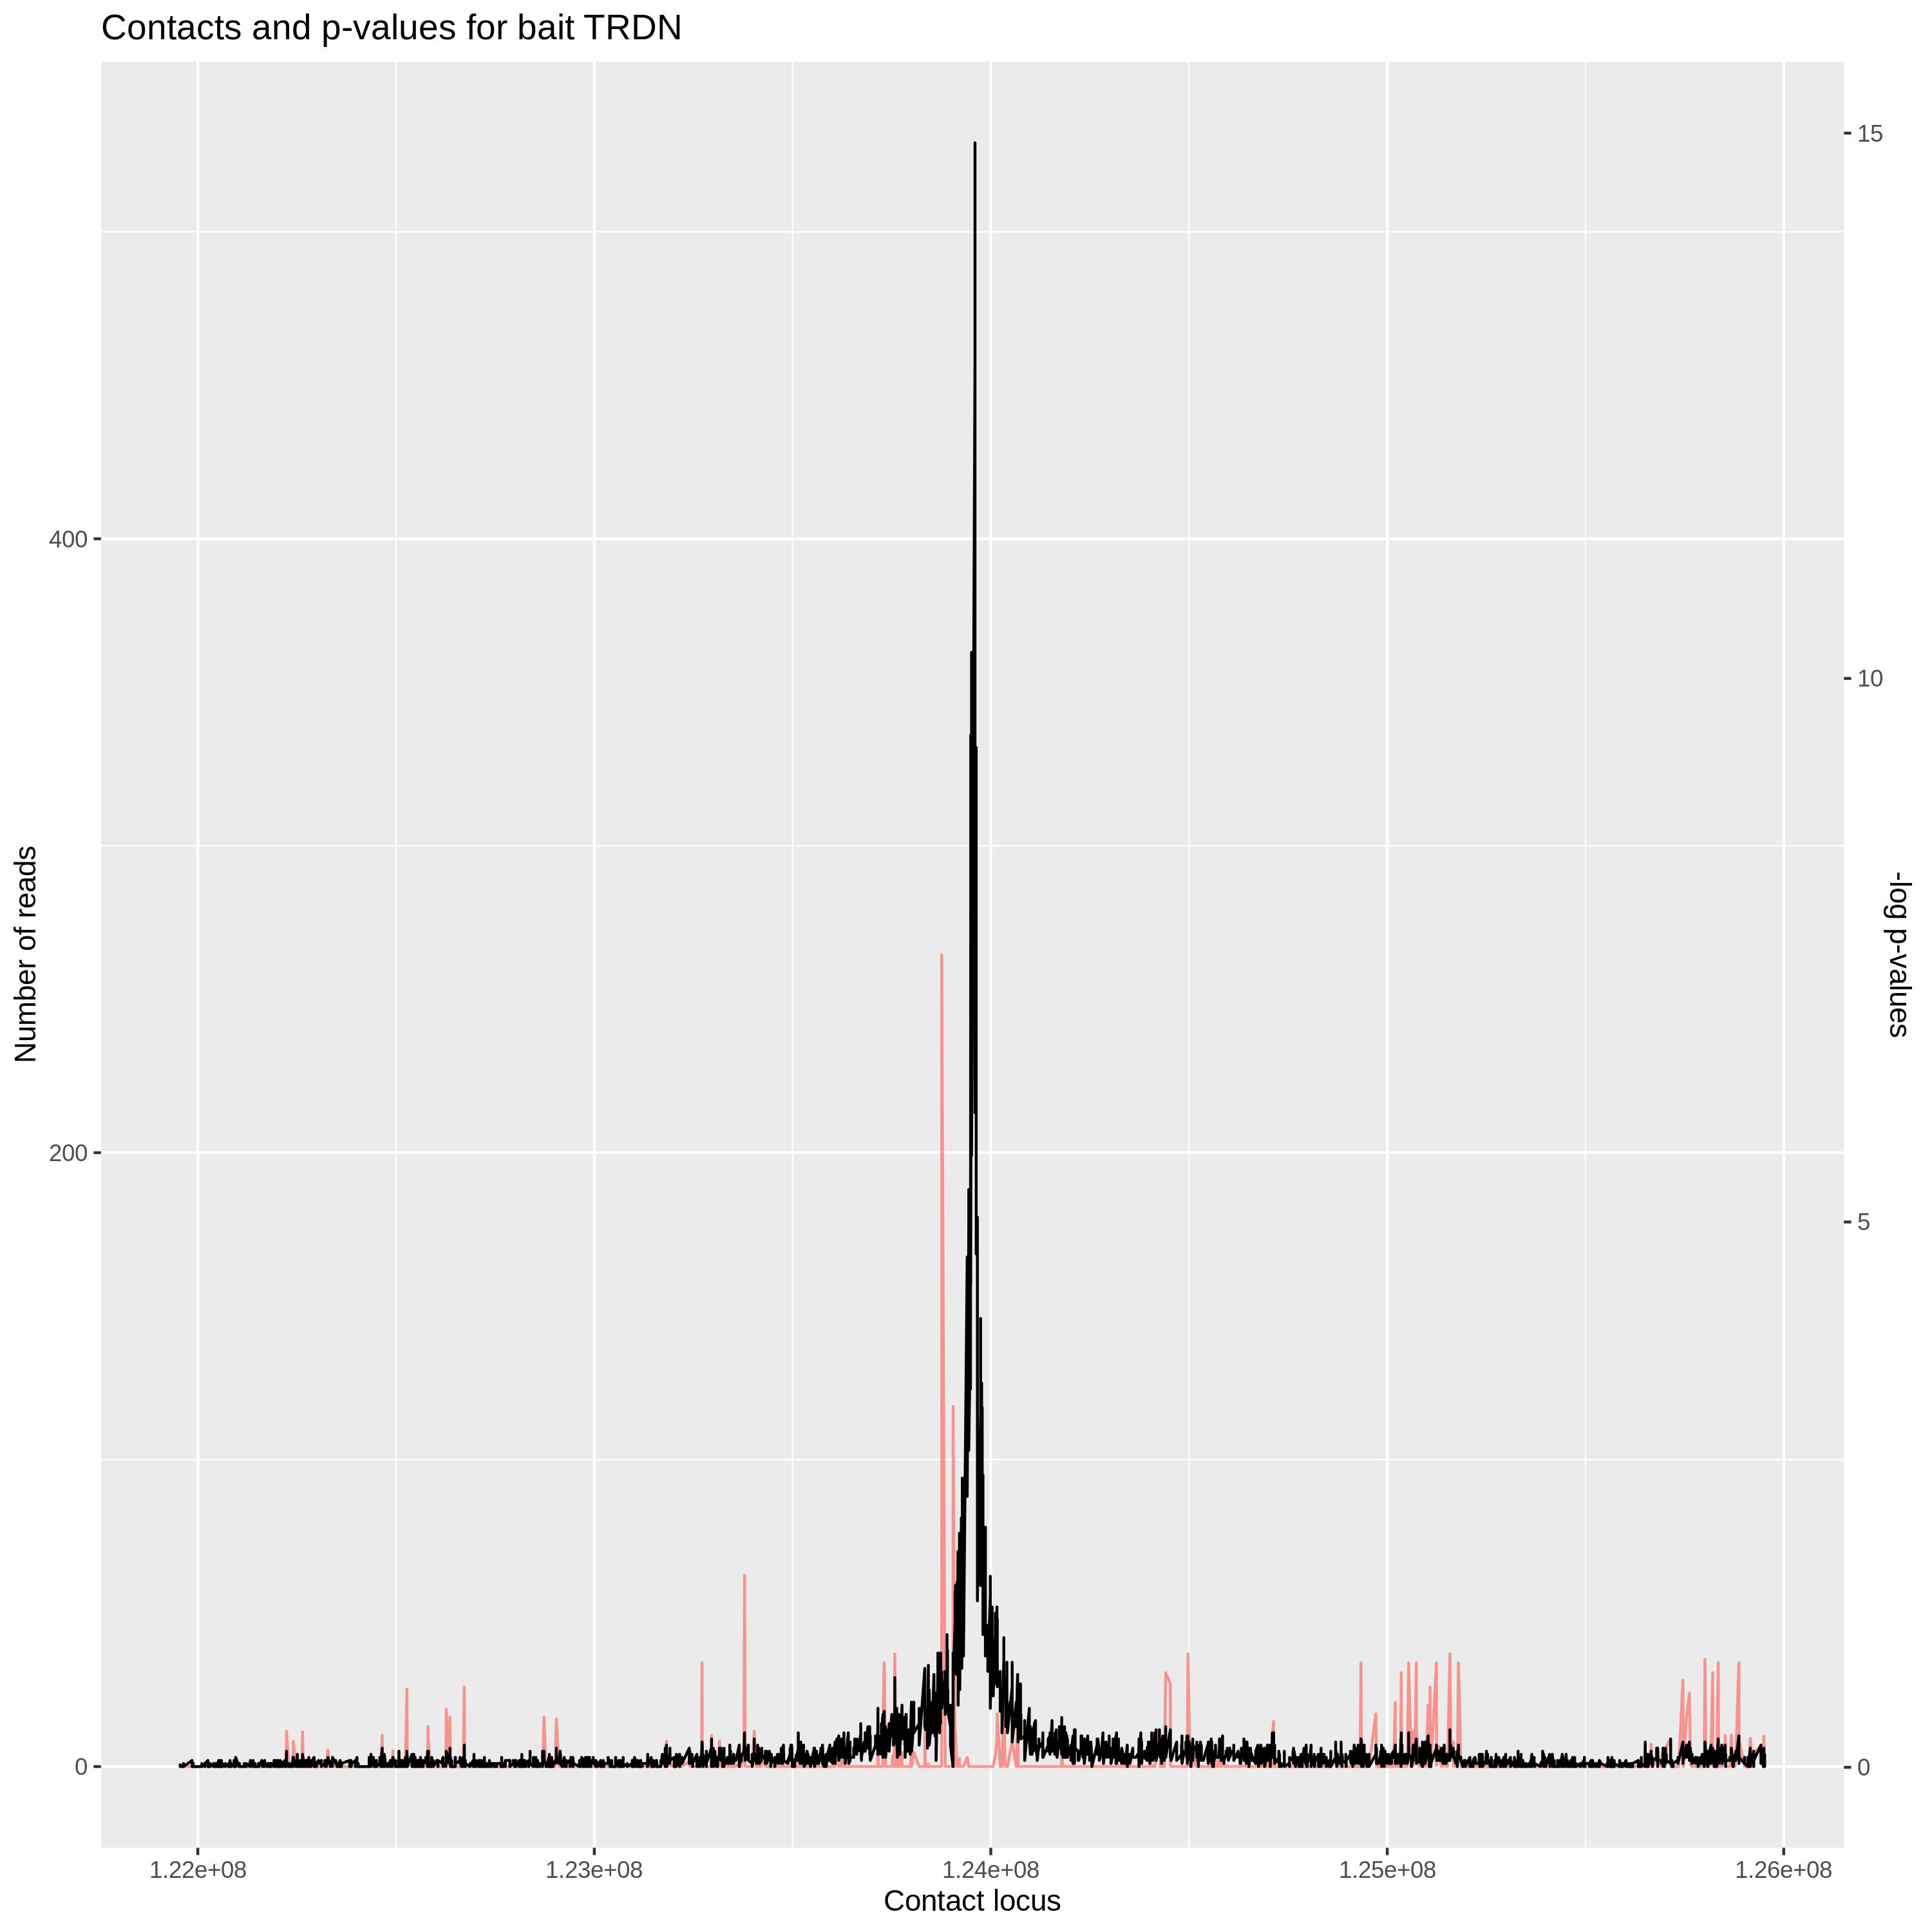 Contacts and p-values for bait TRDN
15
400
10
Number of reads
-log p-values
200
5
0
0
1.22e+08
1.23e+08
1.24e+08
1.25e+08
1.26e+08
Contact locus